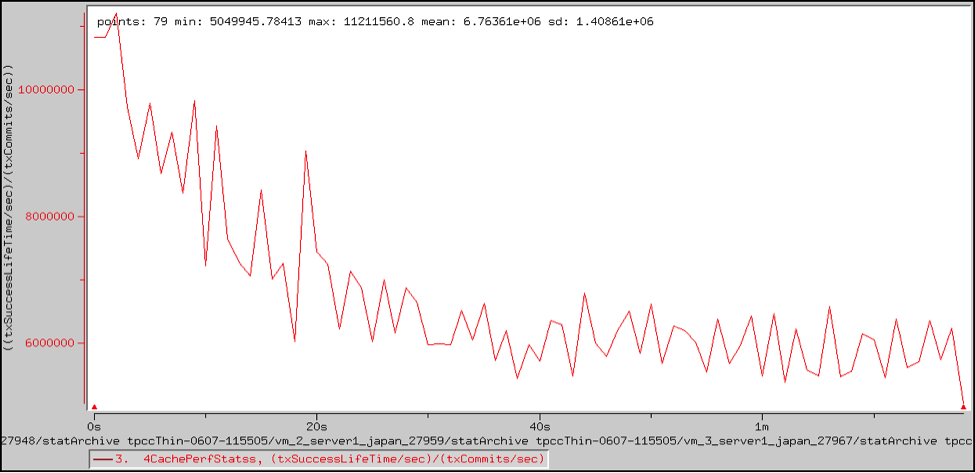 points: 79 min: 5049945.78413 max: 11211560.8 mean: 6.76361e+06 sd: 1.40861e+06
((txSuccessLifeTime/sec)/(txCommits/sec))
10000000
8000000
6000000
0s 20s 40s 1m
27948/statArchive tpccThin-0607-115505/vm_2_server1_japan_27959/statArchive tpccThin-0607-115505/vm_3_server1_japan_27967/statArchive tpcc
3. 4CachePerfStatss, (txSuccessLifeTime/sec)/(txCommits/sec)